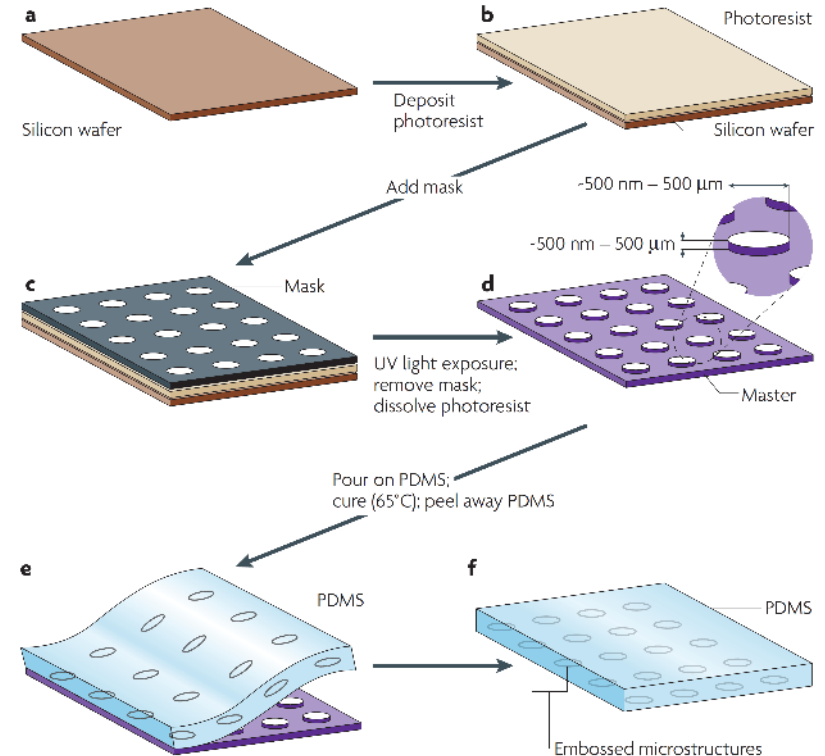 a
b
Photoresist
Deposit
photoresist
Silicon wafer
Silicon wafer
Add mask
~500 nm – 500 µm
~500 nm – 500 µm
c
Mask
d
UV light exposure;
remove mask;
dissolve photoresist
Master
Pour on PDMS;
cure (65°C); peel away PDMS
e
PDMS
f
PDMS
Embossed microstructures